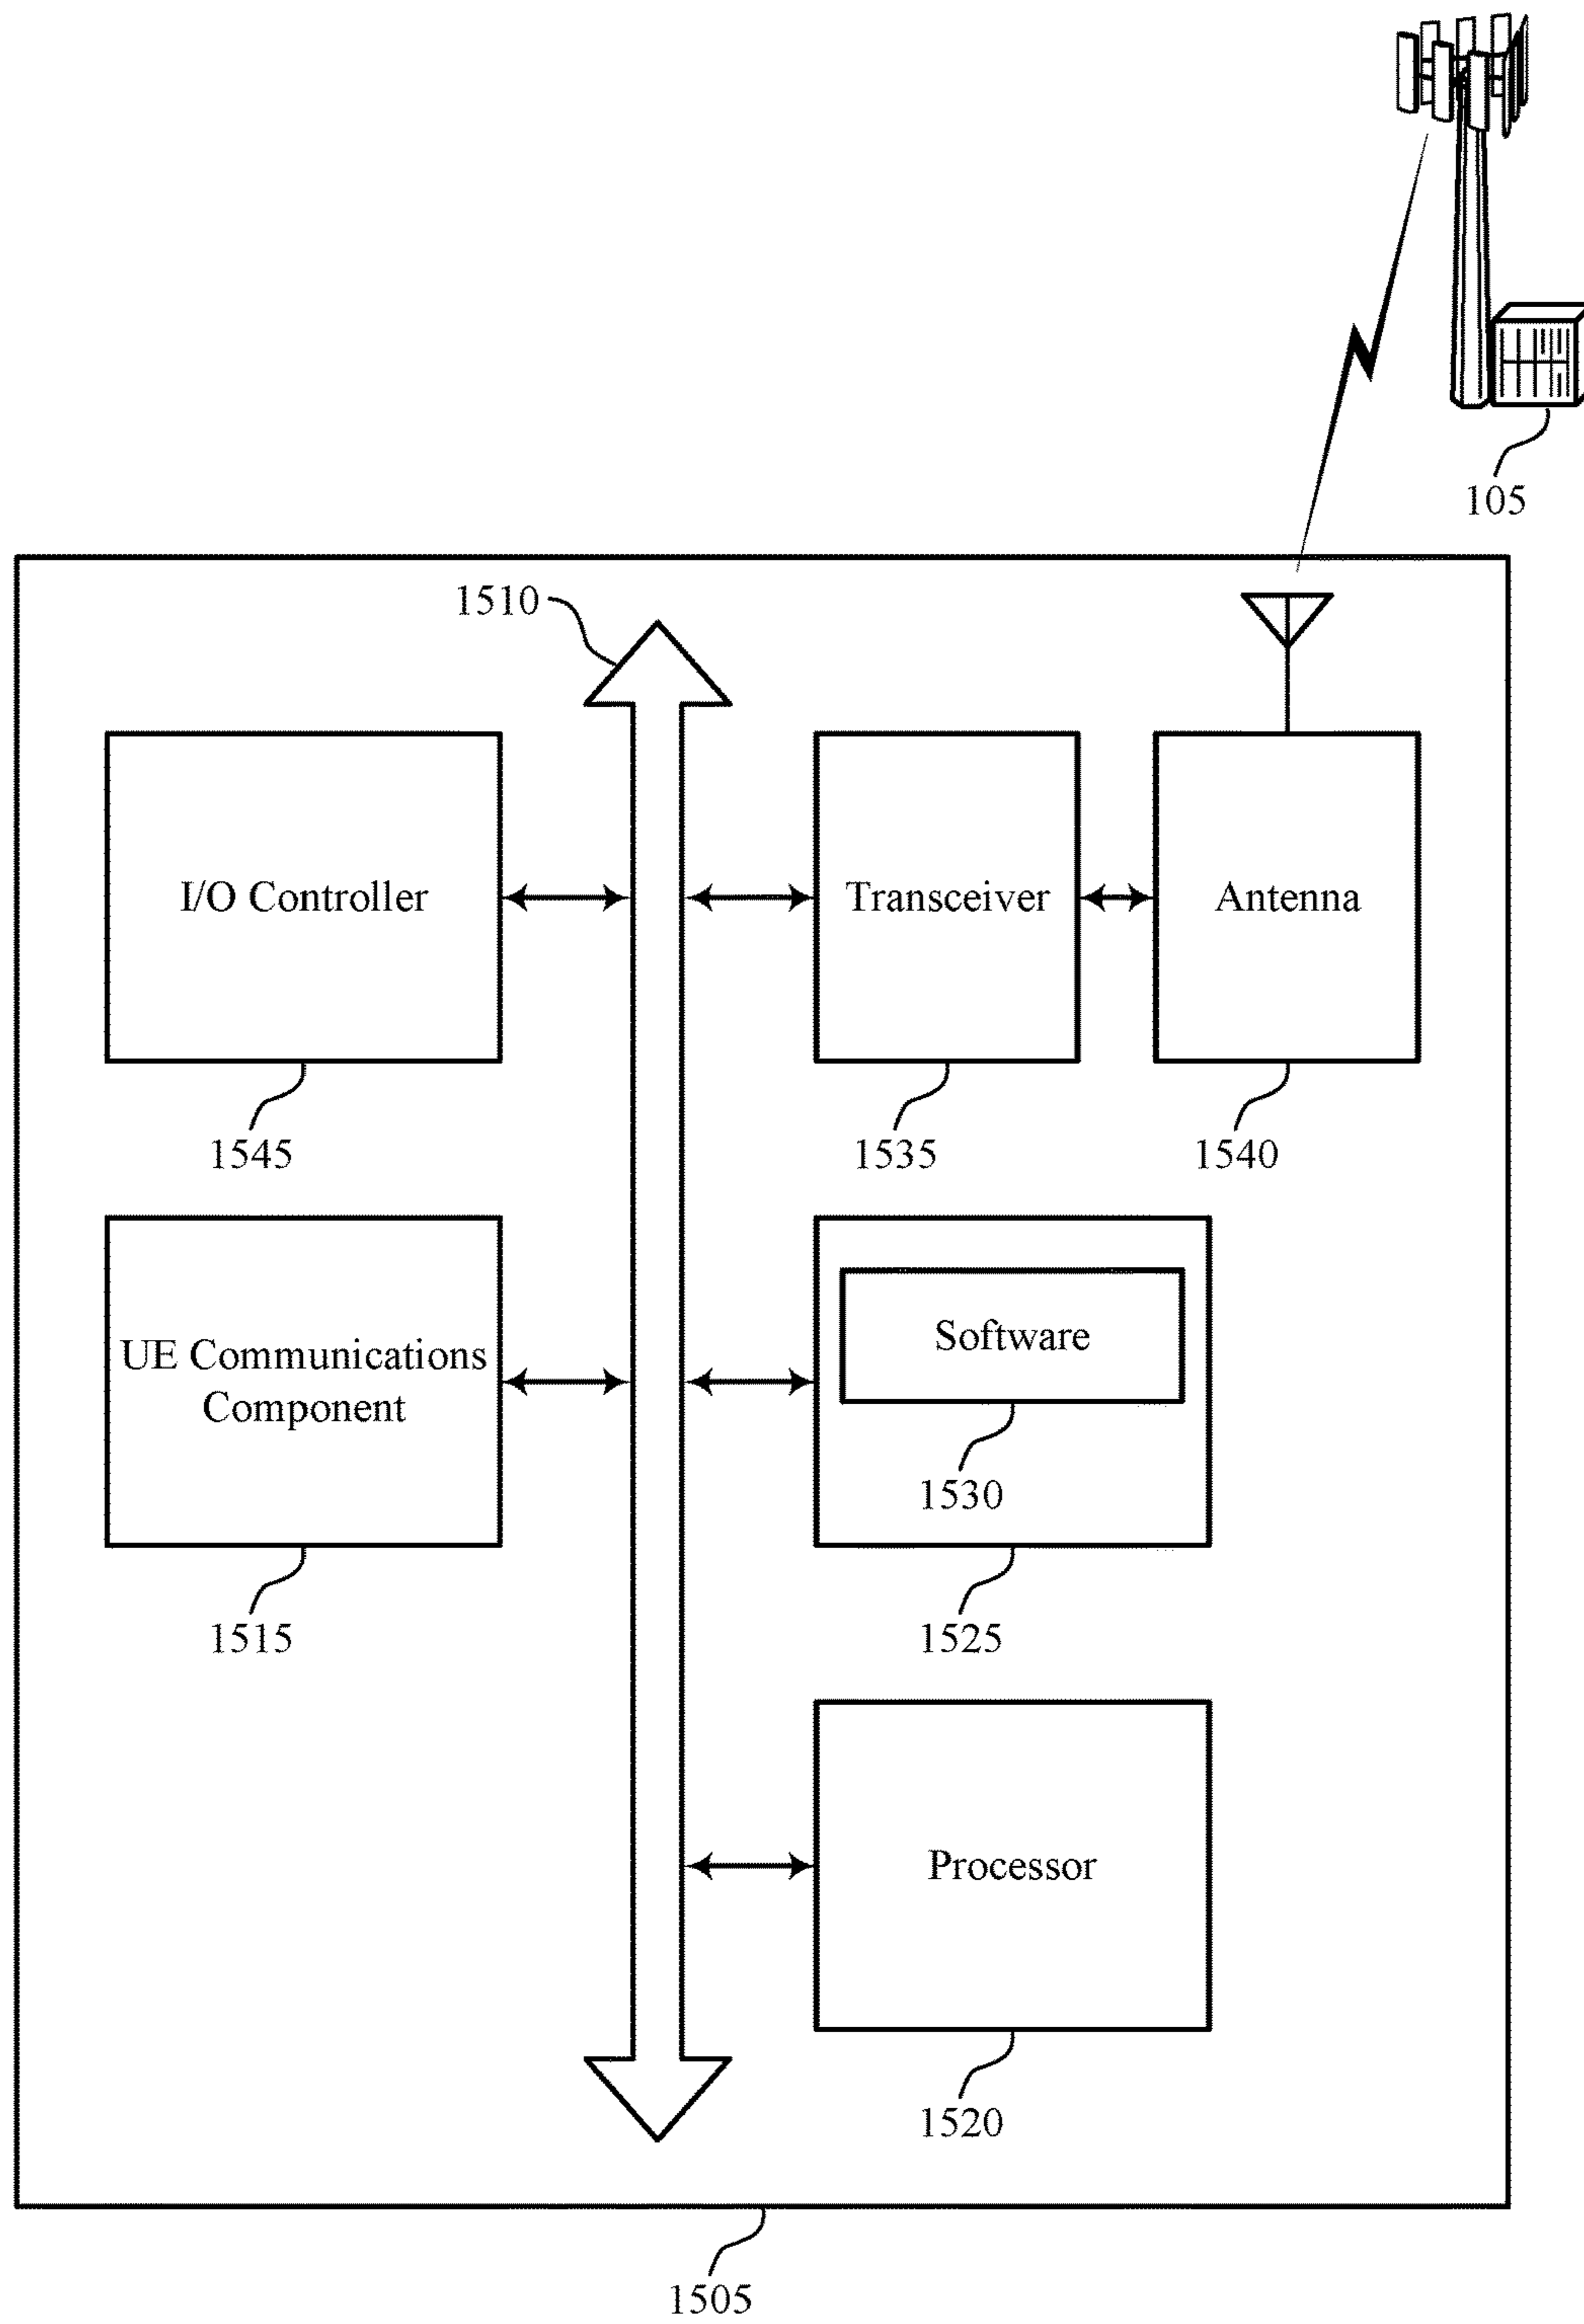 105
1510
I/O Controller
Transceiver
Antenna
1545
1535
1540
UE Communications
Component
Software
1530
1515
1525
Processor
1520
1505